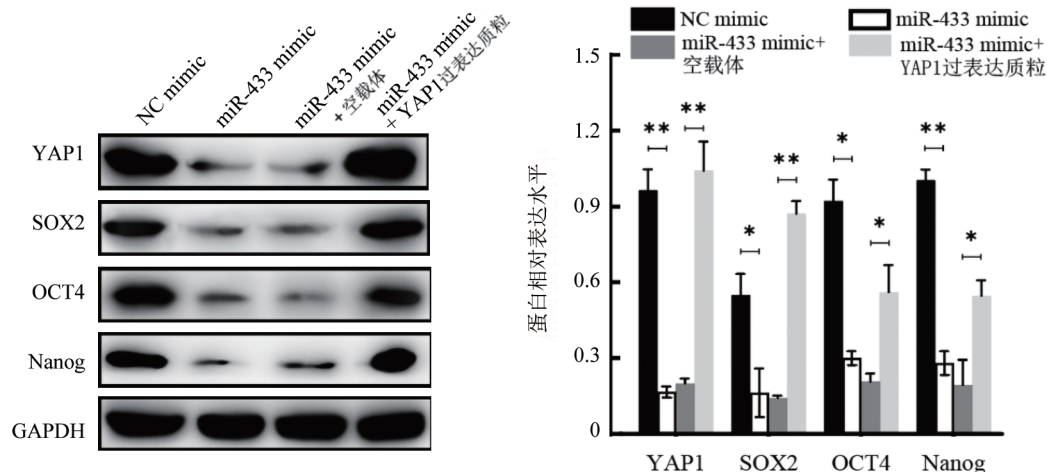 NC mimic
miR-433 mimic
miR-433 mimic
+空载体
miR-433 mimic
+ YAP1过表达质粒
YAP1
SOX2
OCT4
Nanog
GAPDH
NC mimic
miR-433 mimic
miR-433 mimic+
空载体
miR-433 mimic+
YAP1过表达质粒
蛋白相对表达水平
1.5
1.2
0.9
0.6
0.3
0
** ** * ** * * ** *
YAP1 SOX2 OCT4 Nanog